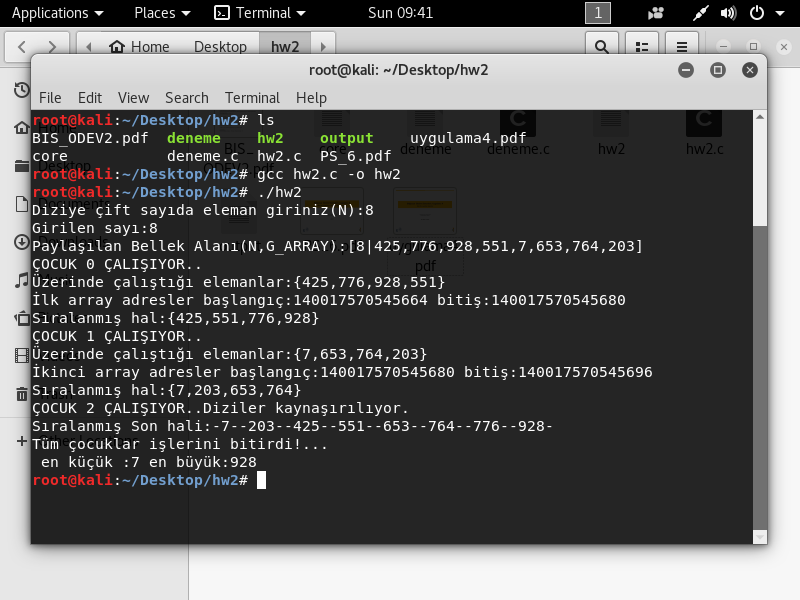 Applications Places Terminal Sun 09:41 1
Home Desktop hw2
root@kali: ~/Desktop/hw2
File Edit View Search Terminal Help
root@kali:~/Desktop/hw2# ls
BIS_ODEV2.pdf deneme hw2 output uygulama4.pdf
core deneme.c hw2.c PS_6.pdf
root@kali:~/Desktop/hw2# gcc hw2.c -o hw2
root@kali:~/Desktop/hw2# ./hw2
Diziye çift sayıda eleman giriniz(N):8
Girilen sayı:8
Paylaşılan Bellek Alanı(N,G_ARRAY):[8|425,776,928,551,7,653,764,203]
ÇOCUK 0 ÇALIŞIYOR..
Üzerinde çalıştığı elemanlar:{425,776,928,551}
İlk array adresler başlangıç:140017570545664 bitiş:140017570545680
Sıralanmış hal:{425,551,776,928}
ÇOCUK 1 ÇALIŞIYOR..
Üzerinde çalıştığı elemanlar:{7,653,764,203}
İkinci array adresler başlangıç:140017570545680 bitiş:140017570545696
Sıralanmış hal:{7,203,653,764}
ÇOCUK 2 ÇALIŞIYOR..Diziler kaynaşırılıyor.
Sıralanmış Son hali:-7--203--425--551--653--764--776--928-
Tüm çocuklar işlerini bitirdi!...
en küçük :7 en büyük:928
root@kali:~/Desktop/hw2#